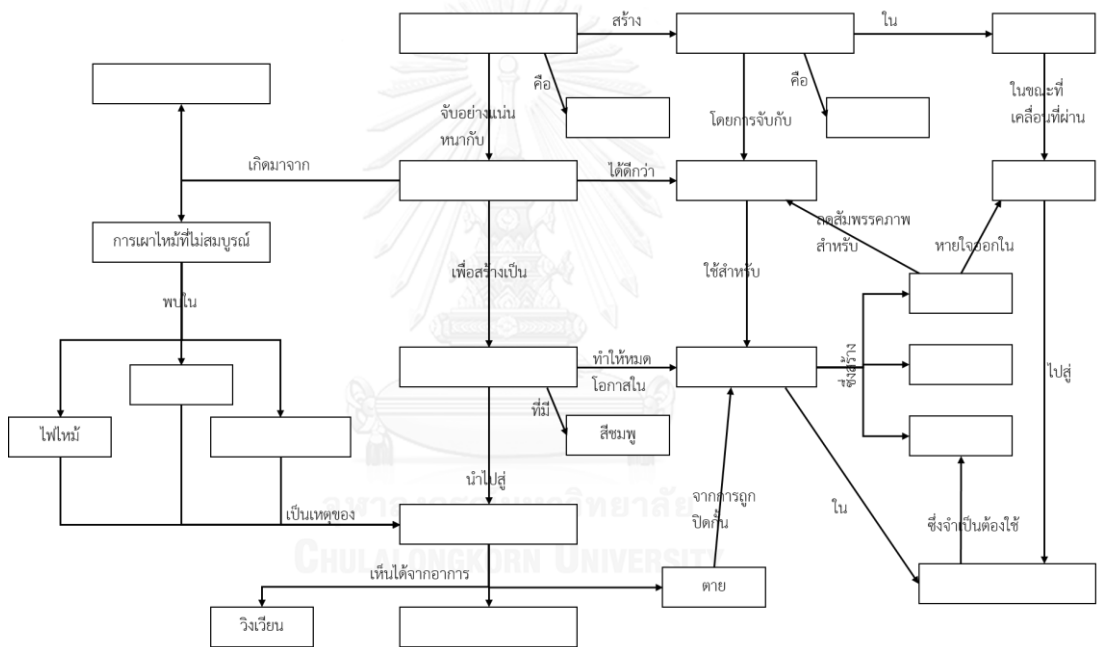 สร้าง
ใน
คือ
คือ
จับอย่างแน่น
หนากับ
โดยการจับกับ
ในขณะที่
เคลื่อนที่ผ่าน
เกิดมาจาก
ได้ดีกว่า
การเผาไหม้ที่ไม่สมบูรณ์
ลดสัมพรรคภาพ
สำหรับ
หายใจออกใน
เพื่อสร้างเป็น
ใช้สำหรับ
พบใน
ทำให้หมด
โอกาสใน
ซึ่งสร้าง
ไปสู่
ที่มี
สีชมพู
ไฟไหม้
นำไปสู่
จากการถูก
ปิดกั้น
ใน
ซึ่งจำเป็นต้องใช้
เป็นเหตุของ
จุฬาลงกรณ์มหาวิทยาลัย
CHULALONGKORN UNIVERSITY
เห็นได้จากอาการ
ตาย
วิงเวียน